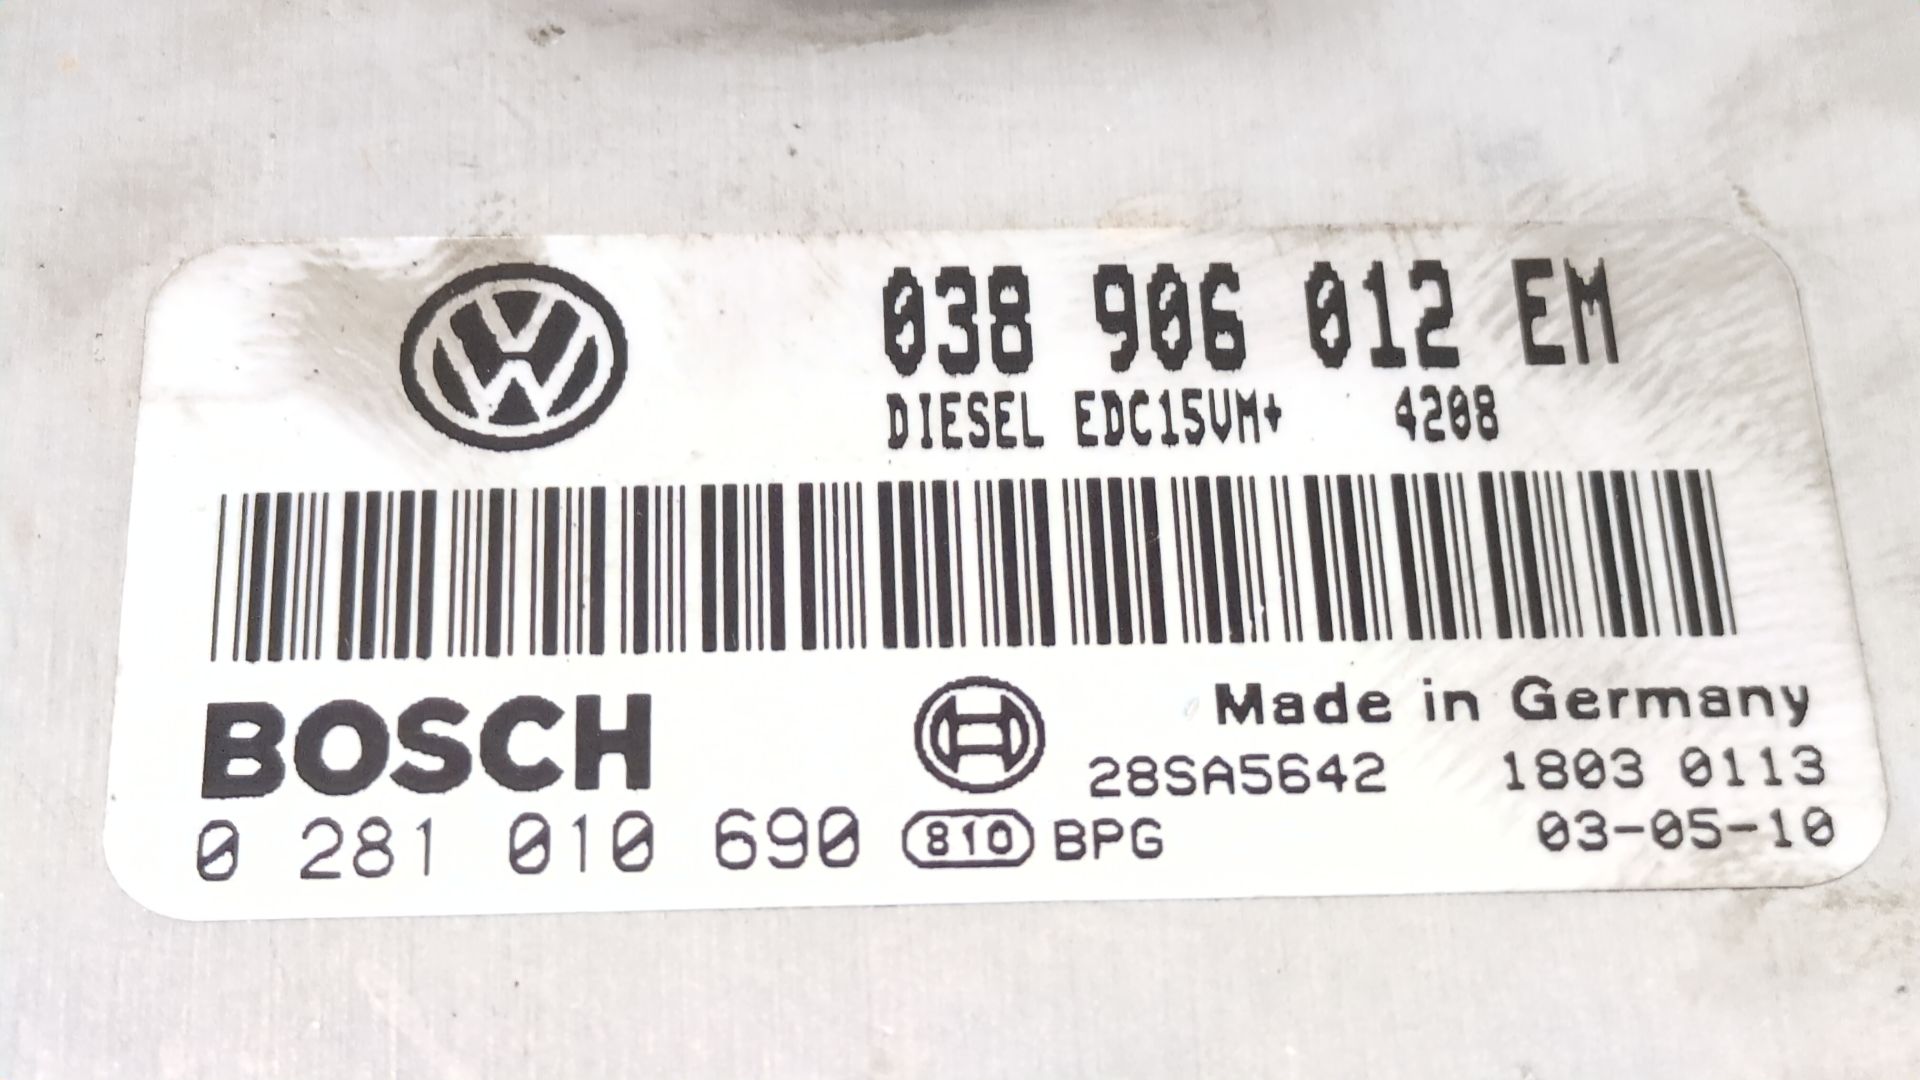 038 906 012 EM
DIESEL EDC15VM+ 4208
BOSCH
Made in Germany
28SA5642 1803 0113
0 281 010 690 810 BPG 03-05-10